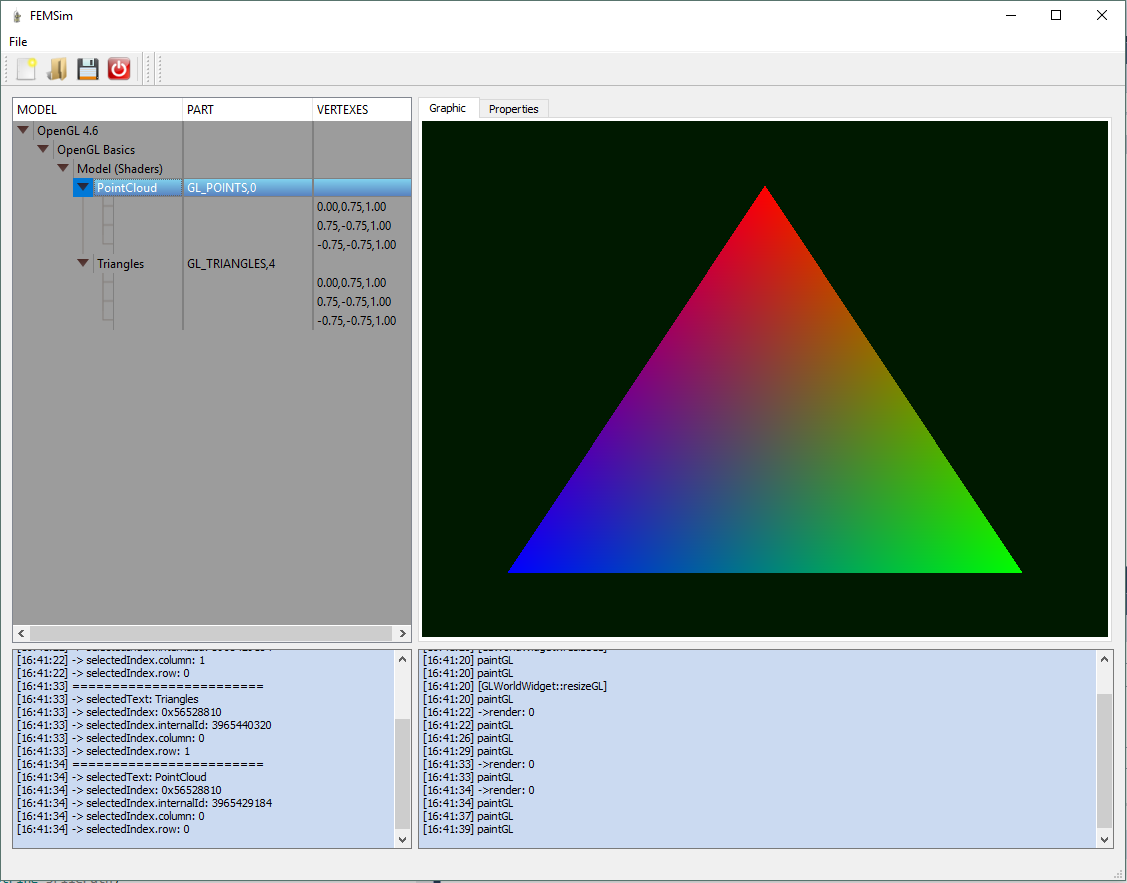 FEMSim
File
MODEL PART VERTEXES
OpenGL 4.6
OpenGL Basics
Model (Shaders)
PointCloud GL_POINTS,0
0.00,0.75,1.00
0.75,-0.75,1.00
-0.75,-0.75,1.00
Triangles GL_TRIANGLES,4
0.00,0.75,1.00
0.75,-0.75,1.00
-0.75,-0.75,1.00
Graphic Properties
[16:41:22] -> selectedIndex.column: 1
[16:41:22] -> selectedIndex.row: 0
[16:41:33] ========================
[16:41:33] -> selectedText: Triangles
[16:41:33] -> selectedIndex: 0x56528810
[16:41:33] -> selectedIndex.internalId: 3965440320
[16:41:33] -> selectedIndex.column: 0
[16:41:33] -> selectedIndex.row: 1
[16:41:34] ========================
[16:41:34] -> selectedText: PointCloud
[16:41:34] -> selectedIndex: 0x56528810
[16:41:34] -> selectedIndex.internalId: 3965429184
[16:41:34] -> selectedIndex.column: 0
[16:41:34] -> selectedIndex.row: 0
[16:41:20] paintGL
[16:41:20] paintGL
[16:41:20] [GLWorldWidget::resizeGL]
[16:41:20] paintGL
[16:41:22] ->render: 0
[16:41:22] paintGL
[16:41:26] paintGL
[16:41:29] paintGL
[16:41:33] ->render: 0
[16:41:33] paintGL
[16:41:34] ->render: 0
[16:41:34] paintGL
[16:41:37] paintGL
[16:41:39] paintGL